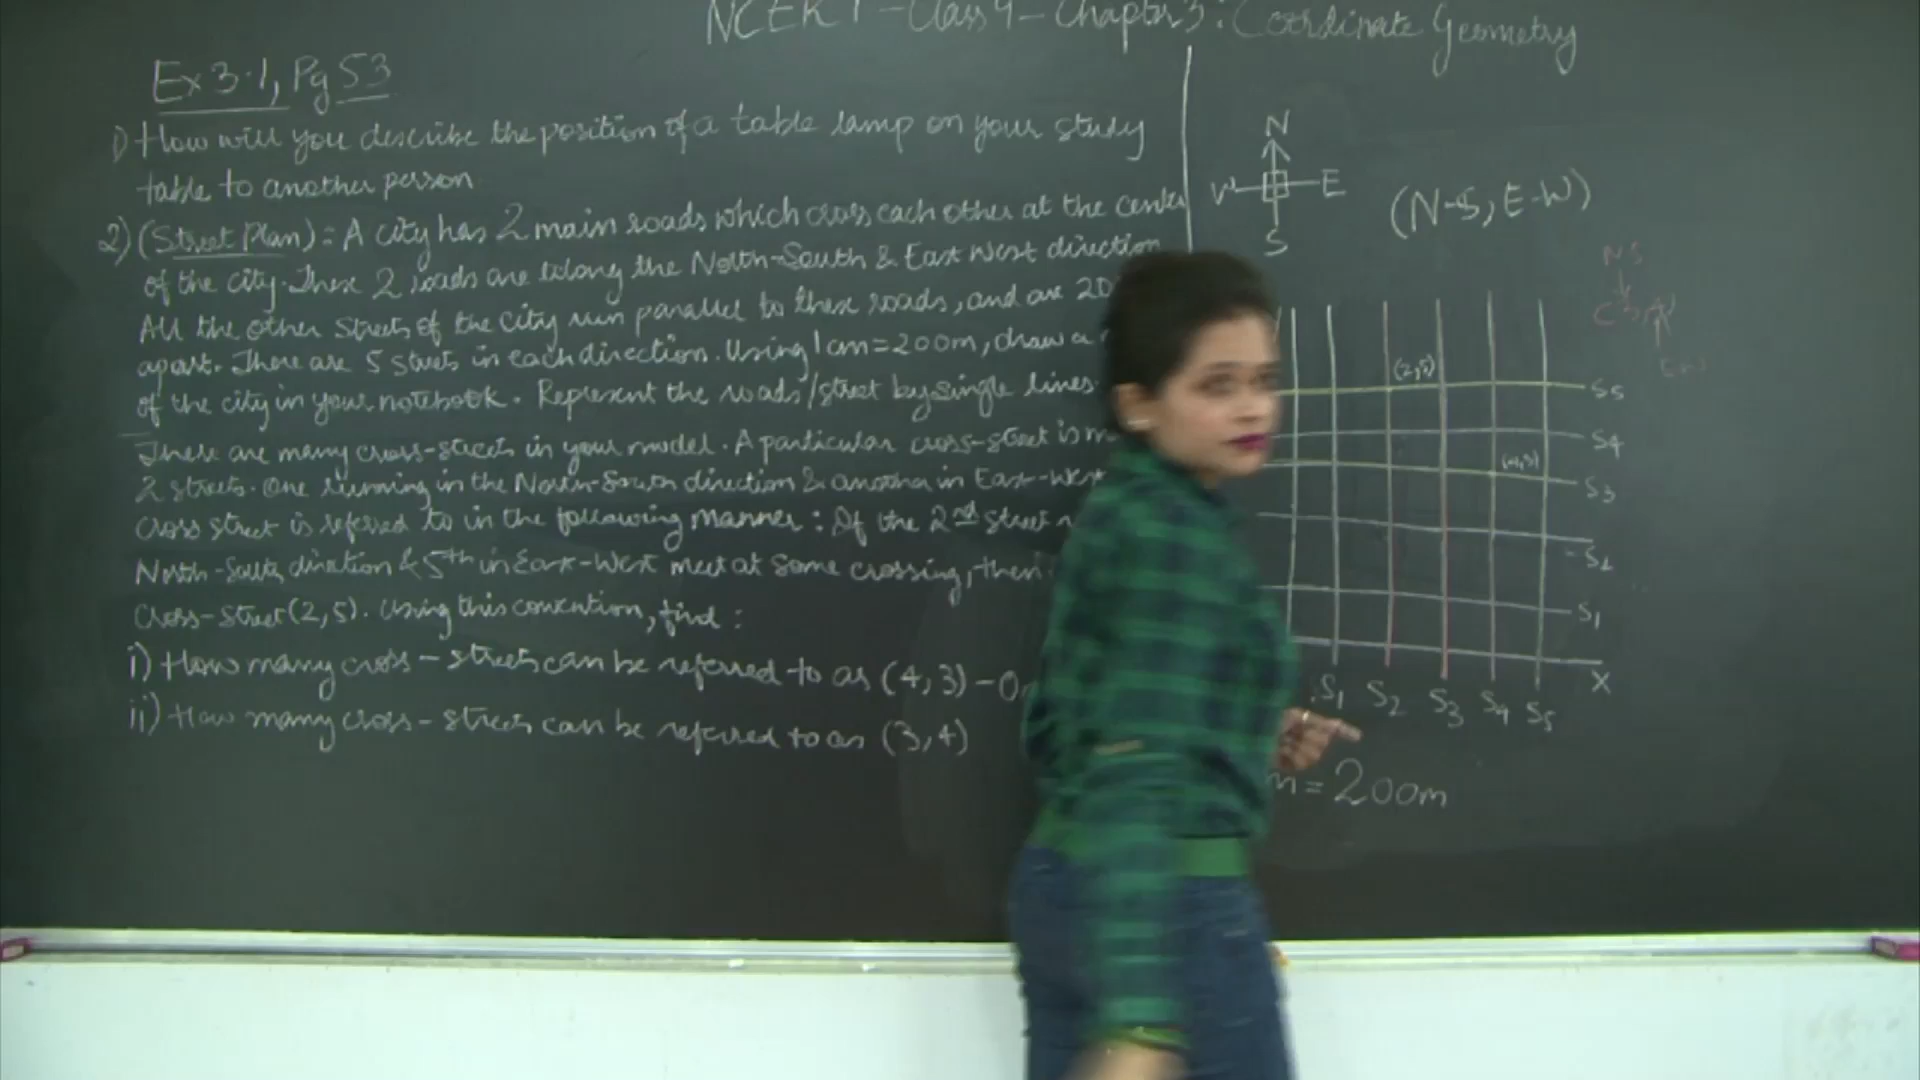 NCERT - Class 9 - Chapter 3: Coordinate Geometry
Ex 3.1, Pg 53
1) How will you describe the position of a table lamp on your study
table to another person
2) (Street Plan): A city has 2 main roads which cross each other at the center
of the city. These 2 roads are along the North-South & East West direction
All the other streets of the city run parallel to these roads, and are 20
apart. There are 5 streets in each direction. Using 1cm = 200m, draw a
of the city in your notebook. Represent the roads/street by single lines.
There are many cross-streets in your model. A particular cross-street is
2 streets. One running in the North-South direction & another in East-West
Cross street is referred to in the following manner: If the 2nd street
North-South direction & 5th in East-West meet at some crossing, then
Cross-street (2,5). Using this convention, find:
i) How many cross-streets can be referred to as (4,3) -
ii) How many cross-streets can be referred to as (3,4)
N
W E
S
(N-S, E-W)
N-S
(2,5)
S5
S4
(4,3)
S3
S1
X
S1 S2 S3 S4 S5
= 200m